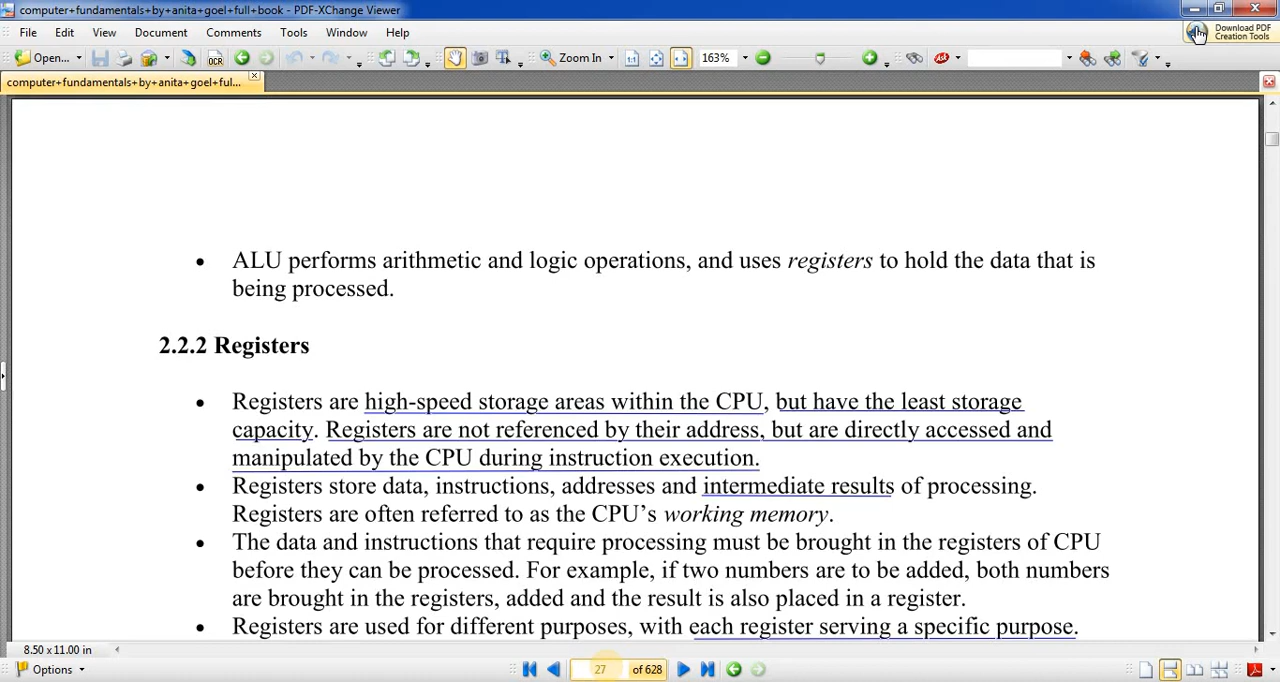 computer+fundamentals+by+anita+goel+full+book - PDF-XChange Viewer
File Edit View Document Comments Tools Window Help
Download PDF
Creation Tools
Open... OCR Zoom In 163%
computer+fundamentals+by+anita+goel+ful...
• ALU performs arithmetic and logic operations, and uses registers to hold the data that is
being processed.
2.2.2 Registers
• Registers are high-speed storage areas within the CPU, but have the least storage
capacity. Registers are not referenced by their address, but are directly accessed and
manipulated by the CPU during instruction execution.
• Registers store data, instructions, addresses and intermediate results of processing.
Registers are often referred to as the CPU’s working memory.
• The data and instructions that require processing must be brought in the registers of CPU
before they can be processed. For example, if two numbers are to be added, both numbers
are brought in the registers, added and the result is also placed in a register.
• Registers are used for different purposes, with each register serving a specific purpose.
8.50 x 11.00 in
Options 27 of 628